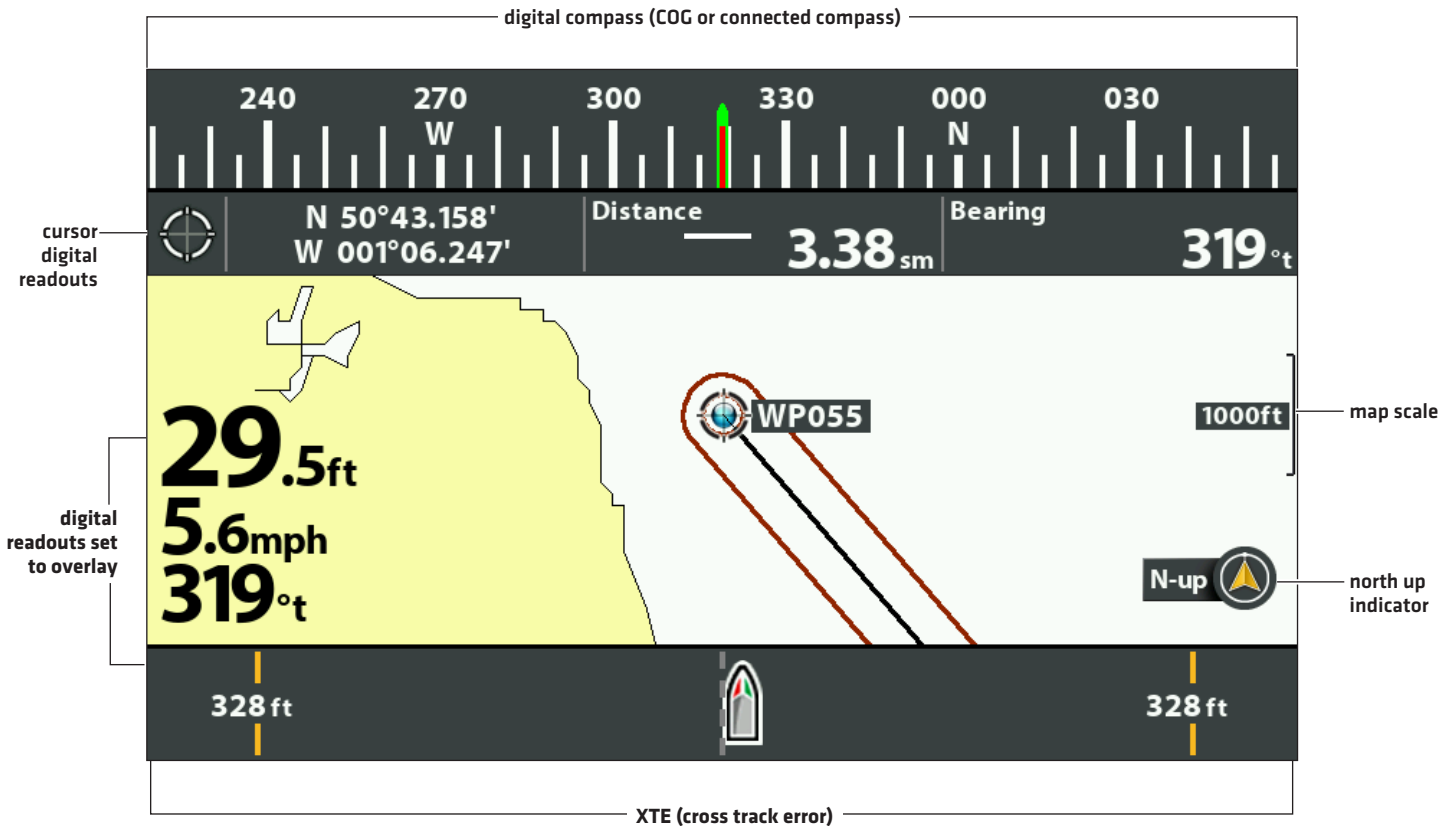 digital compass (COG or connected compass)
240 270 300 330 000 030
W N
cursor
digital
readouts
N 50°43.158'
W 001°06.247'
Distance
3.38 sm
Bearing
319 °t
WP055
1000ft
map scale
29.5ft
5.6mph
319°t
digital
readouts set
to overlay
N-up
north up
indicator
328 ft
328 ft
XTE (cross track error)